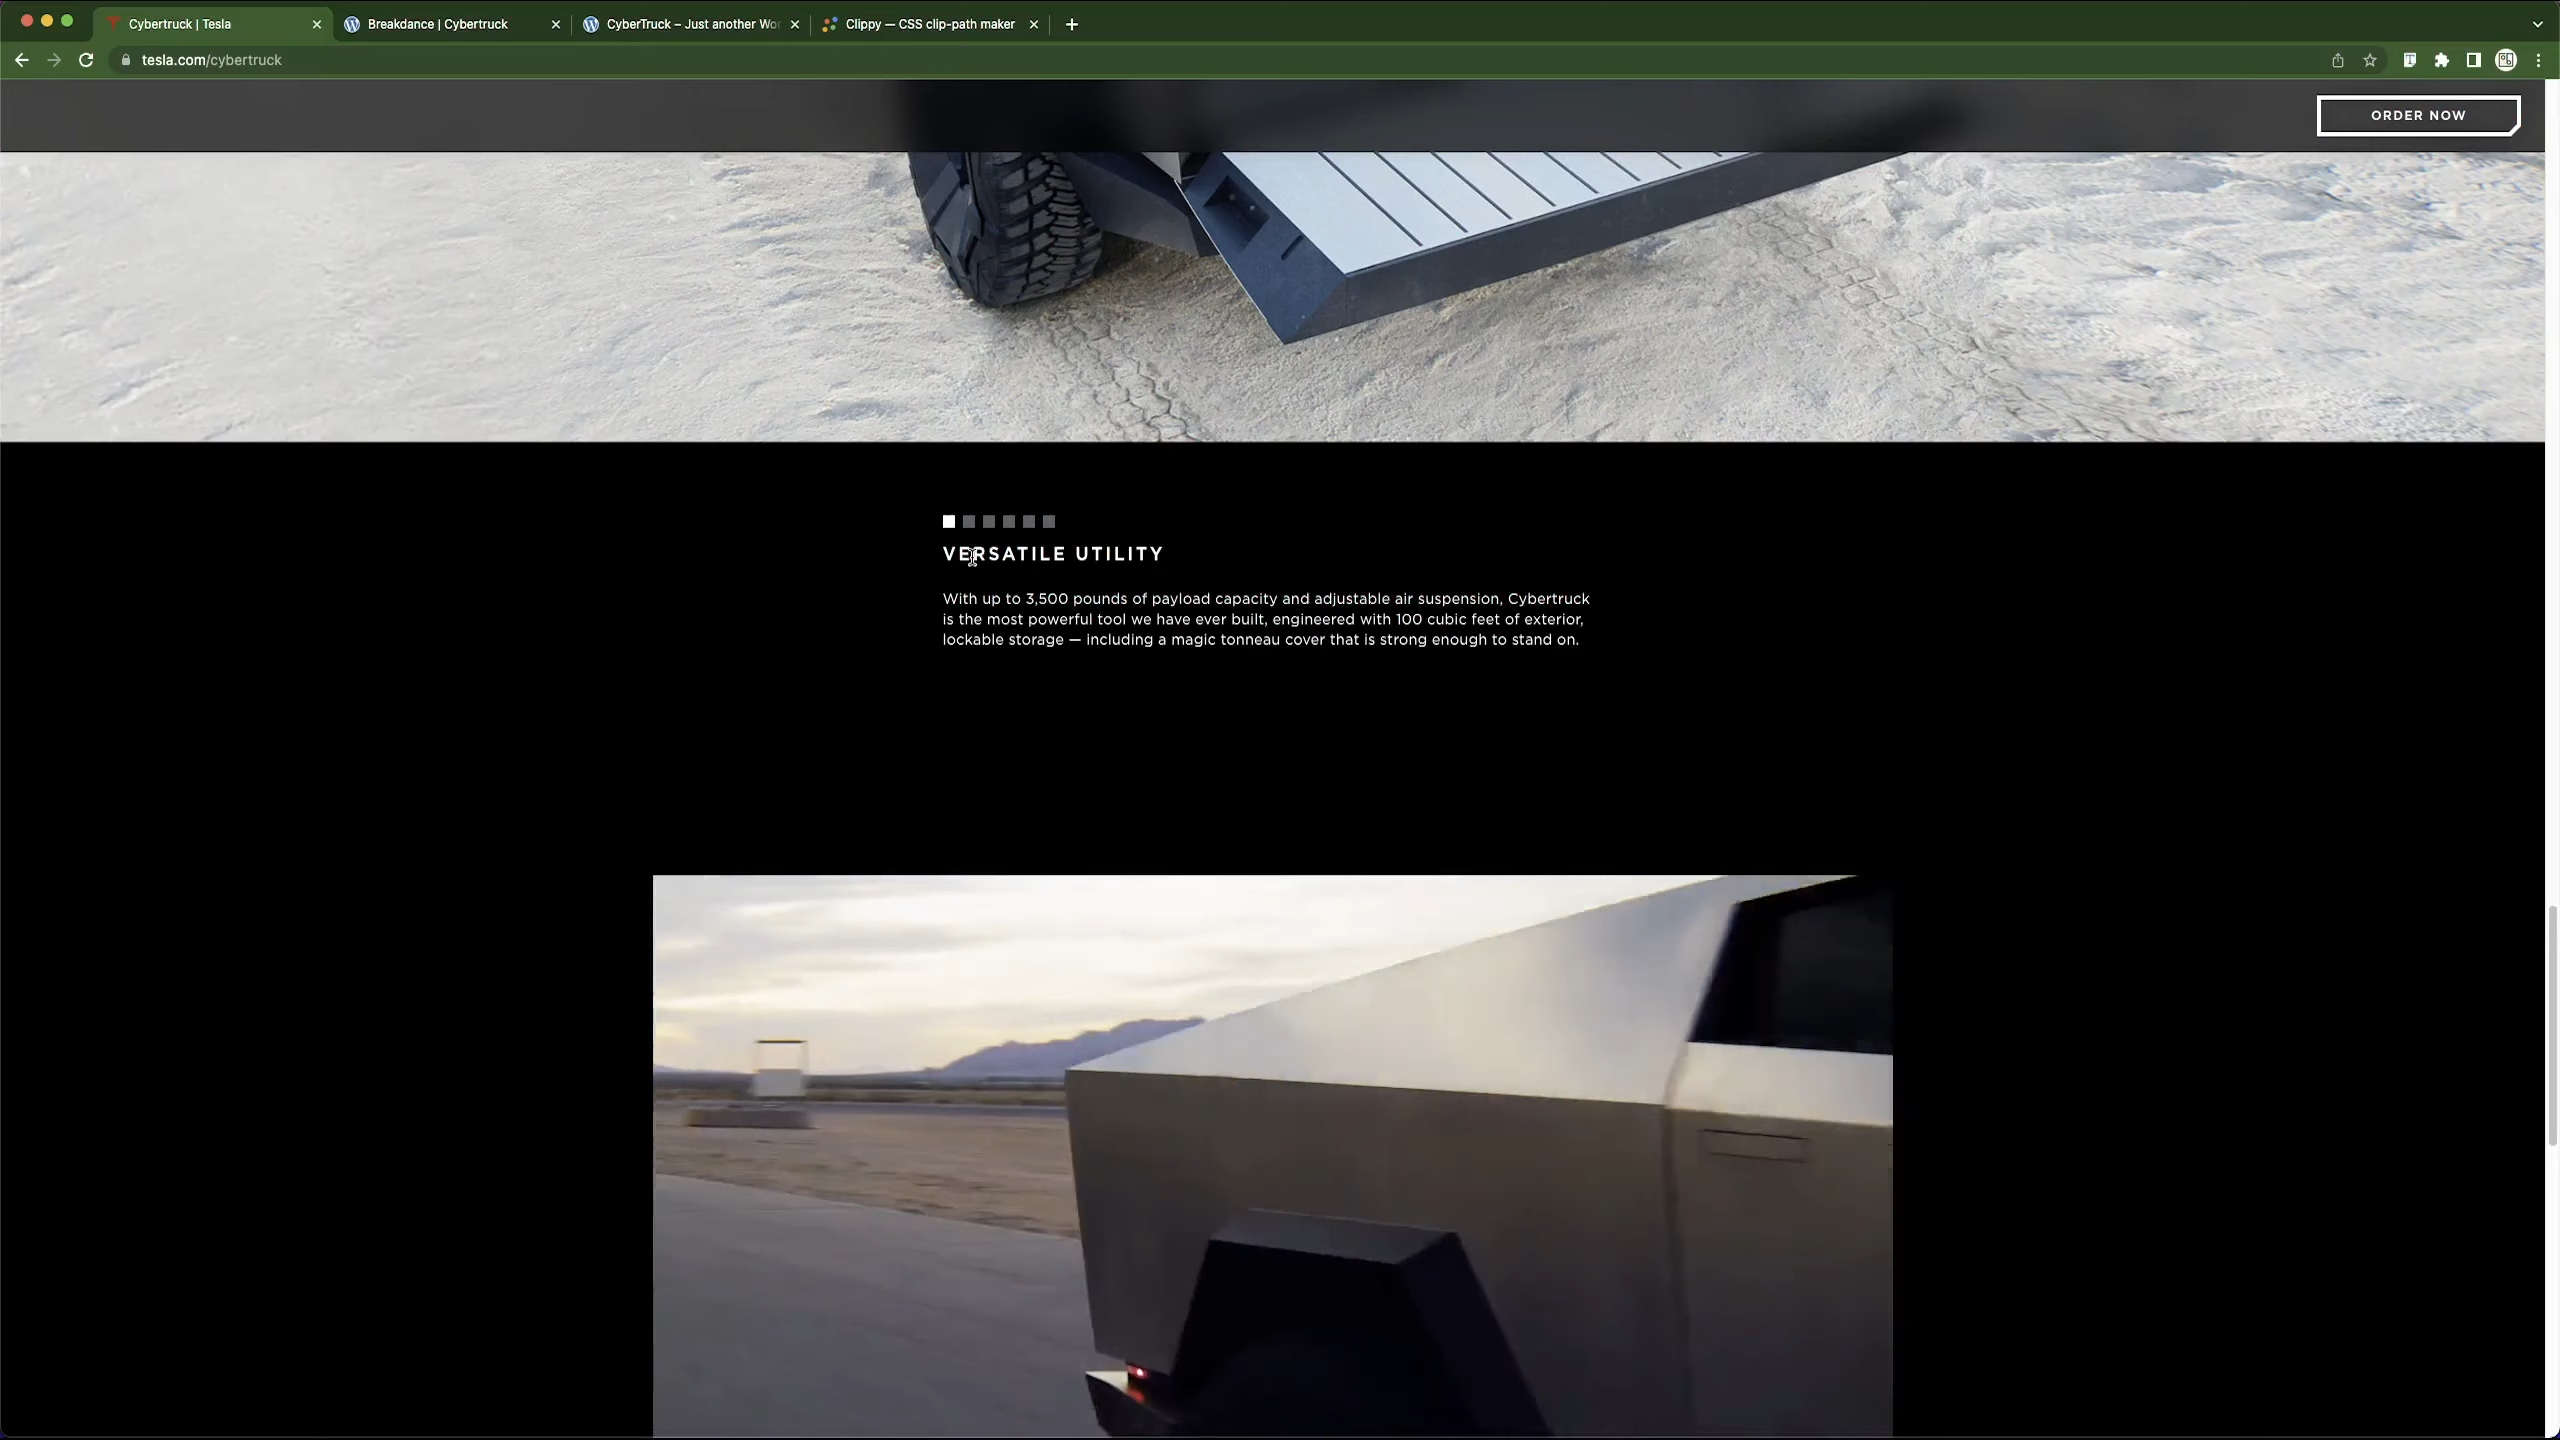 Cybertruck | Tesla
Breakdance | Cybertruck
CyberTruck – Just another Wo
Clippy — CSS clip-path maker
tesla.com/cybertruck
ORDER NOW
VERSATILE UTILITY
With up to 3,500 pounds of payload capacity and adjustable air suspension, Cybertruck
is the most powerful tool we have ever built, engineered with 100 cubic feet of exterior,
lockable storage — including a magic tonneau cover that is strong enough to stand on.